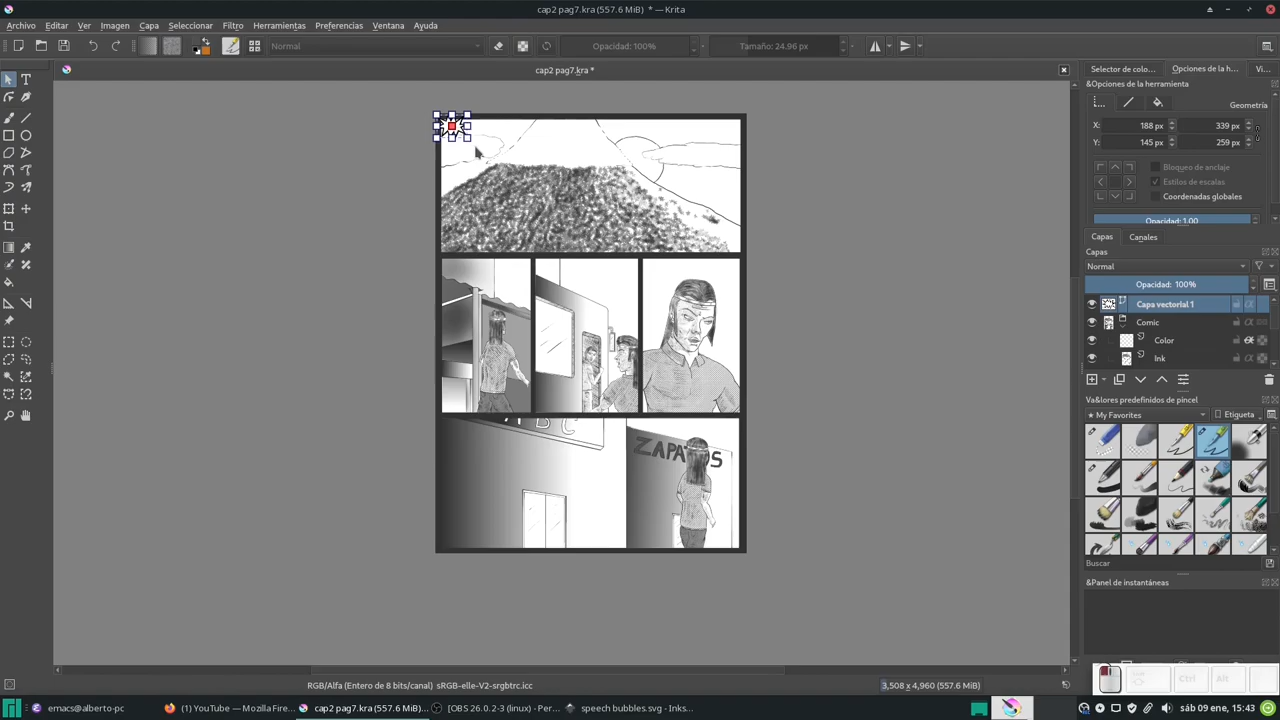 cap2 pag7.kra (557.6 MiB) * — Krita
Archivo Editar Ver Imagen Capa Seleccionar Filtro Herramientas Preferencias Ventana Ayuda
Normal Opacidad: 100% Tamaño: 24.96 px
cap2 pag7.kra *
Selector de colo... Opciones de la h... Vi...
&Opciones de la herramienta
Geometría
X: 188 px 339 px
Y: 145 px 259 px
Bloqueo de anclaje
Estilos de escalas
Coordenadas globales
Opacidad: 1.00
Capas Canales
Capas
Normal
Opacidad: 100%
Capa vectorial 1
Comic
Color
Ink
Va&lores predefinidos de pincel
★ My Favorites Etiqueta
Buscar
&Panel de instantáneas
A B C
ZAPATOS
RGB/Alfa (Entero de 8 bits/canal) sRGB-elle-V2-srgbtrc.icc
3,508 x 4,960 (557.6 MiB)
Ctrl Alt
emacs@alberto-pc
(1) YouTube — Mozilla Fire...
cap2 pag7.kra (557.6 MiB)...
[OBS 26.0.2-3 (linux) - Per...
speech bubbles.svg - Inks...
sáb 09 ene, 15:43